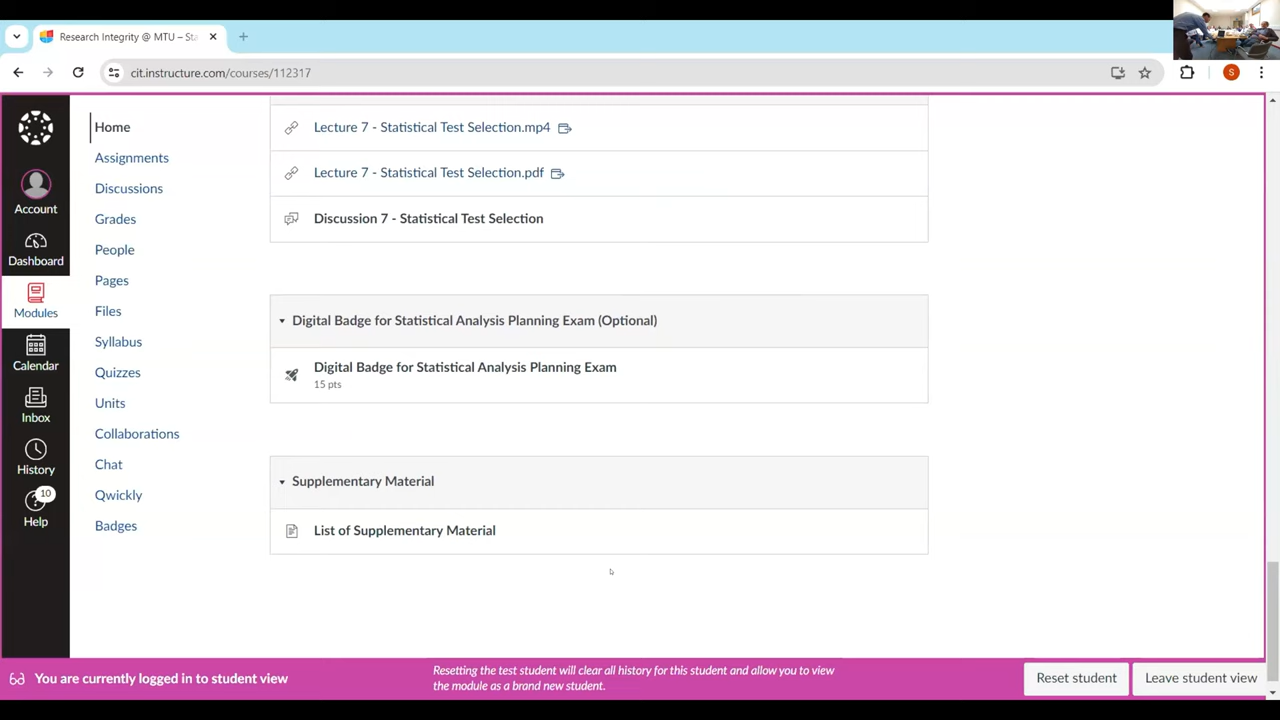 Research Integrity @ MTU – Sta
cit.instructure.com/courses/112317
S
Account
Dashboard
Modules
Calendar
Inbox
History
10
Help
Home
Assignments
Discussions
Grades
People
Pages
Files
Syllabus
Quizzes
Units
Collaborations
Chat
Qwickly
Badges
Lecture 7 - Statistical Test Selection.mp4
Lecture 7 - Statistical Test Selection.pdf
Discussion 7 - Statistical Test Selection
Digital Badge for Statistical Analysis Planning Exam (Optional)
Digital Badge for Statistical Analysis Planning Exam
15 pts
Supplementary Material
List of Supplementary Material
You are currently logged in to student view
Resetting the test student will clear all history for this student and allow you to view
the module as a brand new student.
Reset student
Leave student view